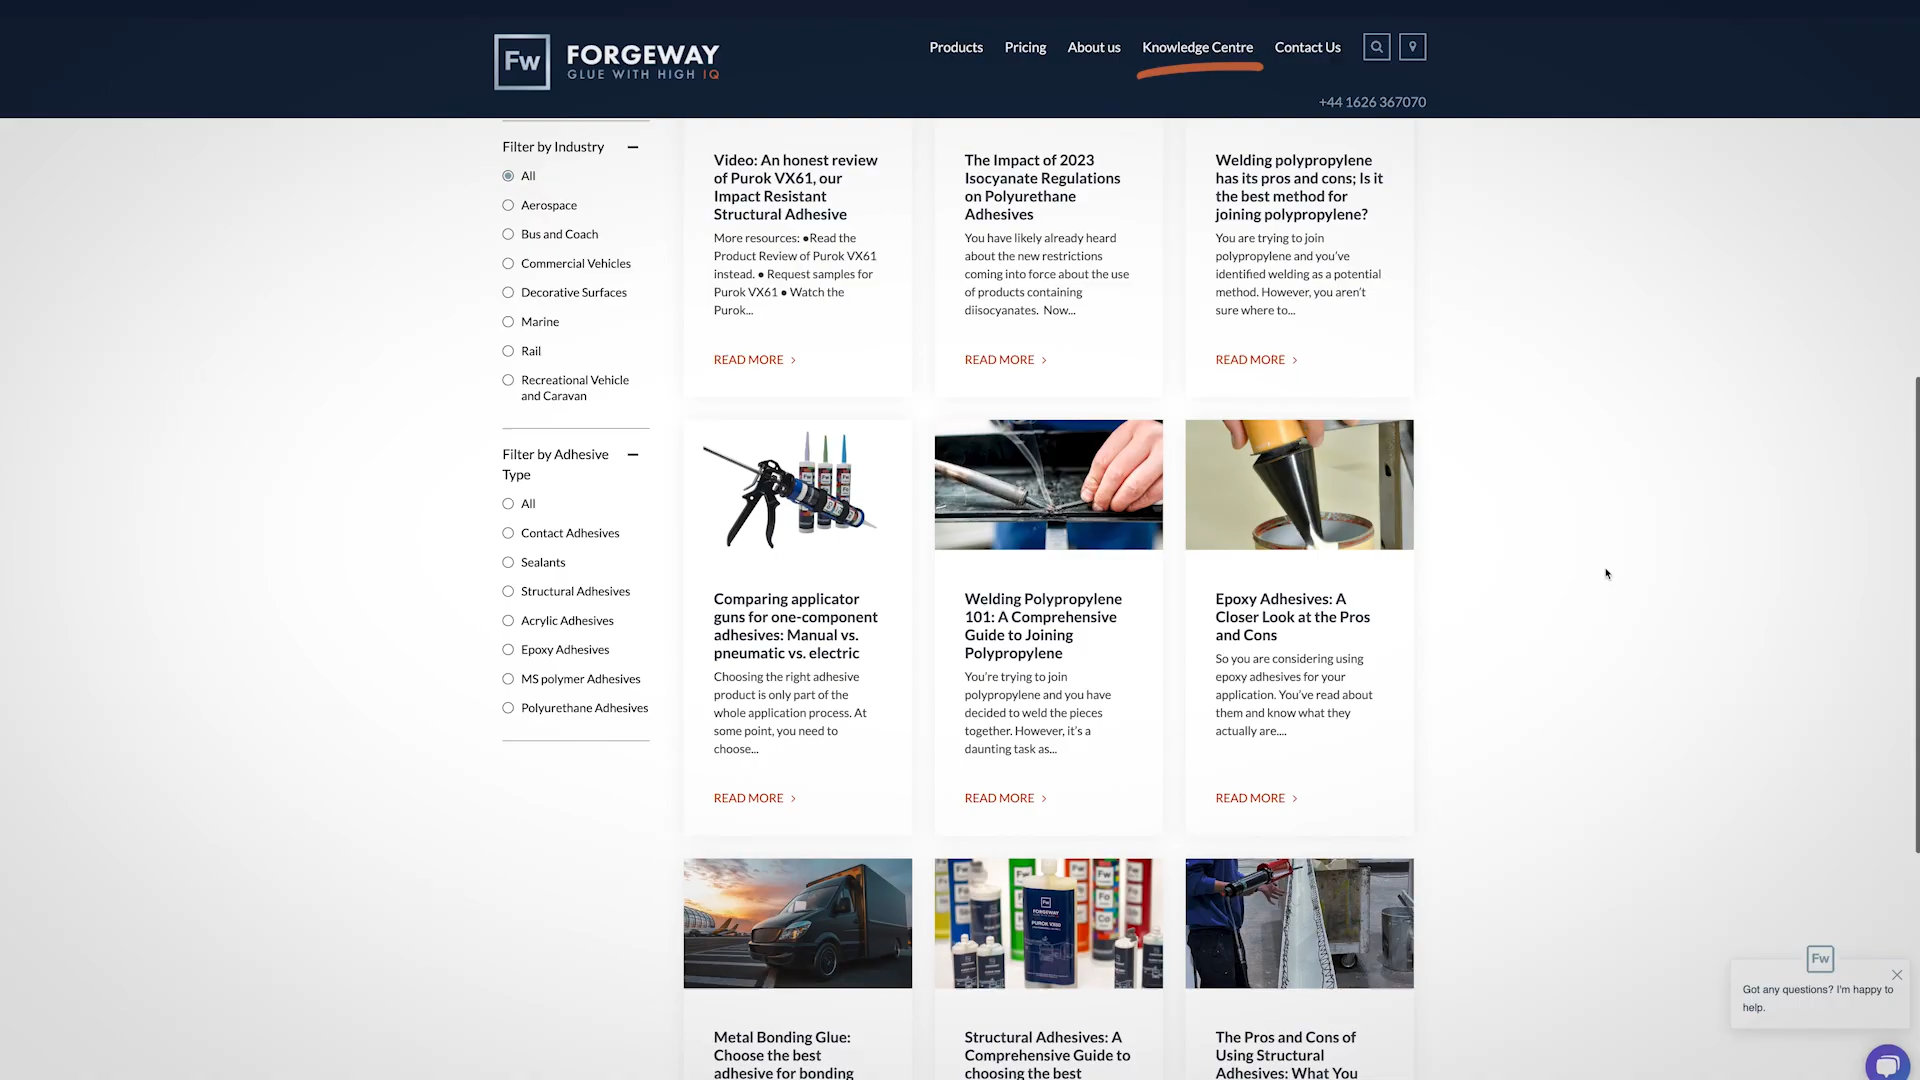 Fw
FORGEWAY
GLUE WITH HIGH IQ
Products
Pricing
About us
Knowledge Centre
Contact Us
+44 1626 367070
Filter by Industry
All
Aerospace
Bus and Coach
Commercial Vehicles
Decorative Surfaces
Marine
Rail
Recreational Vehicle
and Caravan
Filter by Adhesive
Type
All
Contact Adhesives
Sealants
Structural Adhesives
Acrylic Adhesives
Epoxy Adhesives
MS polymer Adhesives
Polyurethane Adhesives
Video: An honest review
of Purok VX61, our
Impact Resistant
Structural Adhesive
More resources: ●Read the
Product Review of Purok VX61
instead. ● Request samples for
Purok VX61 ● Watch the
Purok...
READ MORE
The Impact of 2023
Isocyanate Regulations
on Polyurethane
Adhesives
You have likely already heard
about the new restrictions
coming into force about the use
of products containing
diisocyanates. Now...
READ MORE
Welding polypropylene
has its pros and cons; Is it
the best method for
joining polypropylene?
You are trying to join
polypropylene and you’ve
identified welding as a potential
method. However, you aren’t
sure where to...
READ MORE
Comparing applicator
guns for one-component
adhesives: Manual vs.
pneumatic vs. electric
Choosing the right adhesive
product is only part of the
whole application process. At
some point, you need to
choose...
READ MORE
Welding Polypropylene
101: A Comprehensive
Guide to Joining
Polypropylene
You’re trying to join
polypropylene and you have
decided to weld the pieces
together. However, it’s a
daunting task as...
READ MORE
Epoxy Adhesives: A
Closer Look at the Pros
and Cons
So you are considering using
epoxy adhesives for your
application. You’ve read about
them and know what they
actually are....
READ MORE
Fw
FORGEWAY
Metal Bonding Glue:
Choose the best
adhesive for bonding
Structural Adhesives: A
Comprehensive Guide to
choosing the best
The Pros and Cons of
Using Structural
Adhesives: What You
Fw
Got any questions? I'm happy to
help.